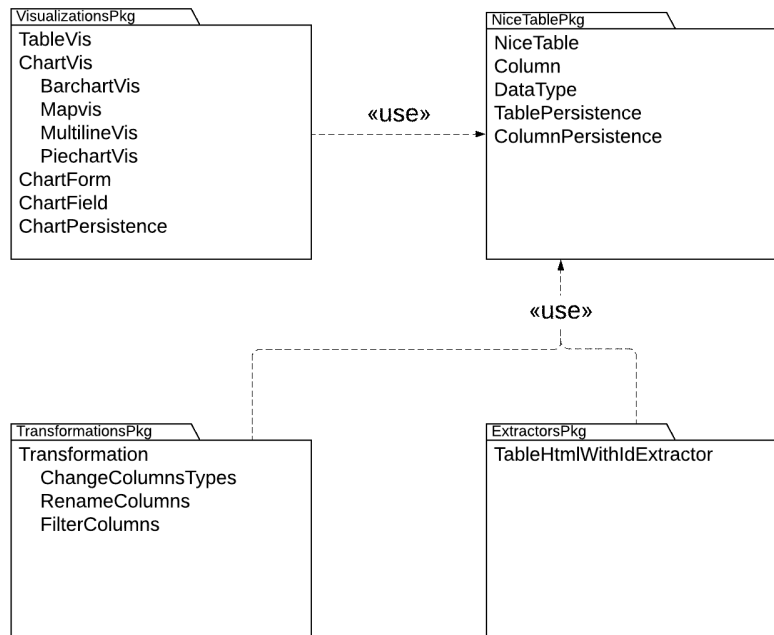 VisualizationsPkg
TableVis
ChartVis
BarchartVis
Mapvis
MultilineVis
PiechartVis
ChartForm
ChartField
ChartPersistence
«use»
NiceTablePkg
NiceTable
Column
DataType
TablePersistence
ColumnPersistence
«use»
TransformationsPkg
Transformation
ChangeColumnsTypes
RenameColumns
FilterColumns
ExtractorsPkg
TableHtmlWithIdExtractor